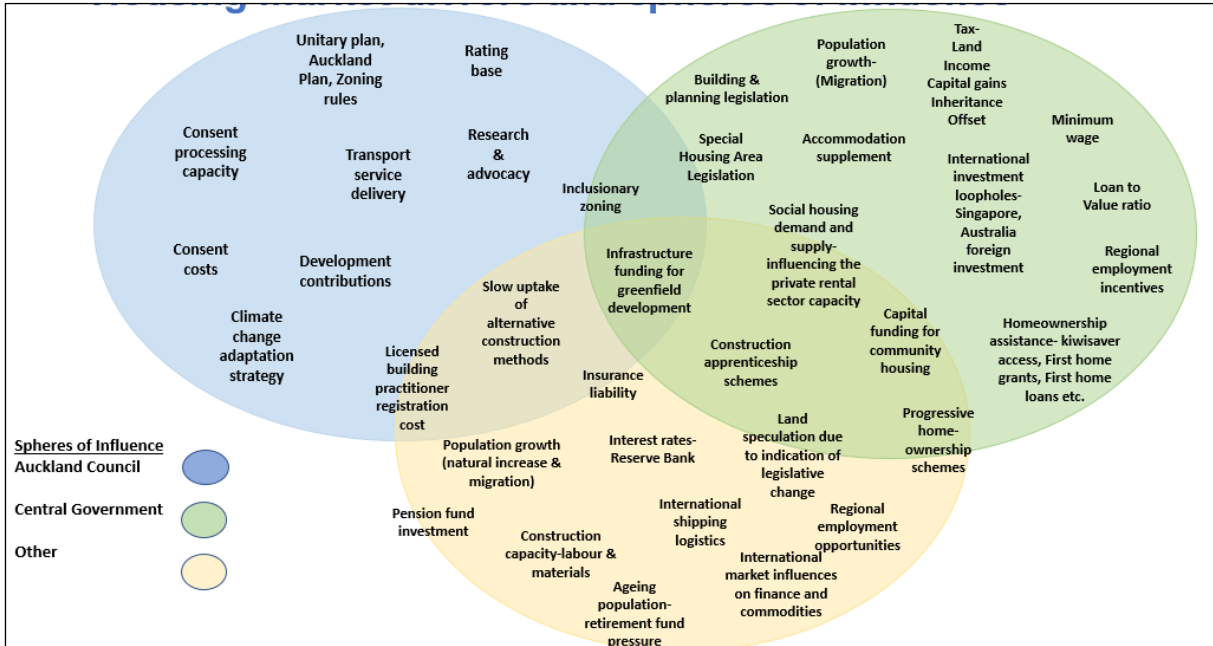 Housing market drivers and spheres of influence
Unitary plan,
Auckland
Plan, Zoning
rules
Rating
base
Consent
processing
capacity
Transport
service
delivery
Research
&
advocacy
Inclusionary
zoning
Consent
costs
Development
contributions
Climate
change
adaptation
strategy
Licensed
building
practitioner
registration
cost
Slow uptake
of
alternative
construction
methods
Insurance
liability
Infrastructure
funding for
greenfield
development
Building &
planning legislation
Population
growth-
(Migration)
Tax-
Land
Income
Capital gains
Inheritance
Offset
Minimum
wage
Special
Housing Area
Legislation
Accommodation
supplement
International
investment
loopholes-
Singapore,
Australia
foreign
investment
Loan to
Value ratio
Social housing
demand and
supply-
influencing the
private rental
sector capacity
Regional
employment
incentives
Construction
apprenticeship
schemes
Capital
funding for
community
housing
Homeownership
assistance- kiwisaver
access, First home
grants, First home
loans etc.
Progressive
home-
ownership
schemes
Land
speculation due
to indication of
legislative
change
Population growth
(natural increase &
migration)
Interest rates-
Reserve Bank
Pension fund
investment
Construction
capacity-labour &
materials
International
shipping
logistics
Regional
employment
opportunities
Ageing
population-
retirement fund
pressure
International
market influences
on finance and
commodities
Spheres of Influence
Auckland Council
Central Government
Other